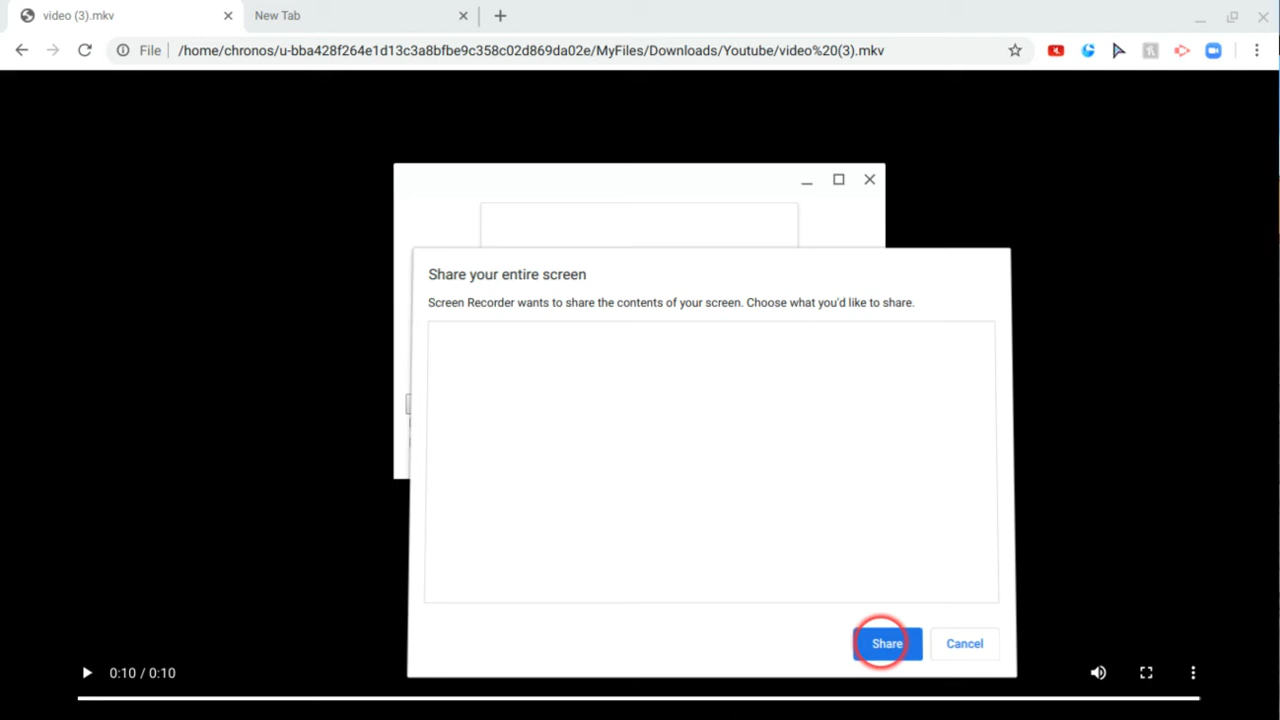 video (3).mkv
New Tab
File
/home/chronos/u-bba428f264e1d13c3a8bfbe9c358c02d869da02e/MyFiles/Downloads/Youtube/video%20(3).mkv
Share your entire screen
Screen Recorder wants to share the contents of your screen. Choose what you'd like to share.
Share
Cancel
0:10 / 0:10